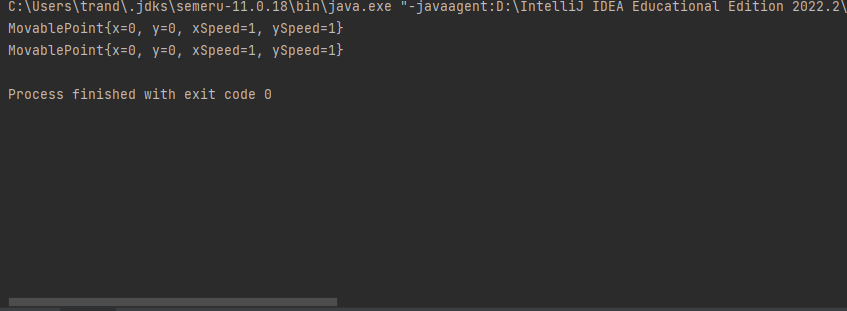 C:\Users\trand\.jdks\semeru-11.0.18\bin\java.exe "-javaagent:D:\IntelliJ IDEA Educational Edition 2022.2\
MovablePoint{x=0, y=0, xSpeed=1, ySpeed=1}
MovablePoint{x=0, y=0, xSpeed=1, ySpeed=1}
Process finished with exit code 0